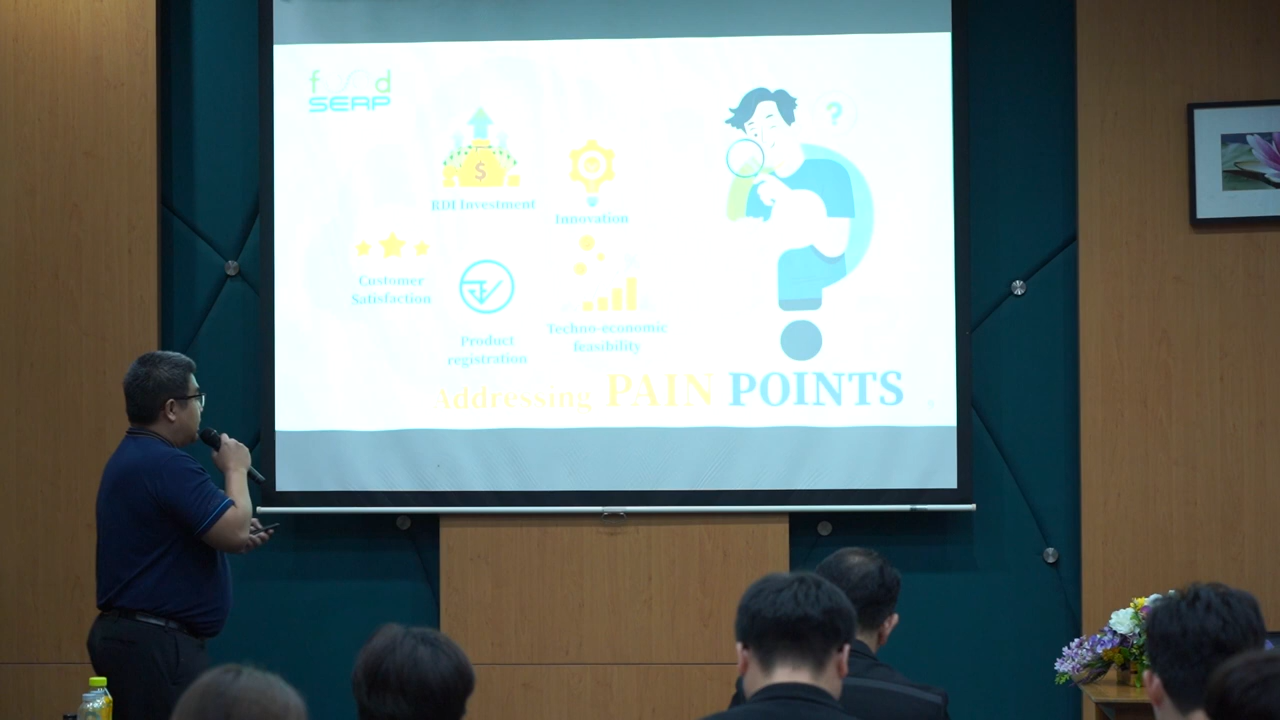 food
SERP
$
?
RDI Investment
Innovation
Customer
Satisfaction
Product
registration
Techno-economic
feasibility
Addressing PAIN POINTS